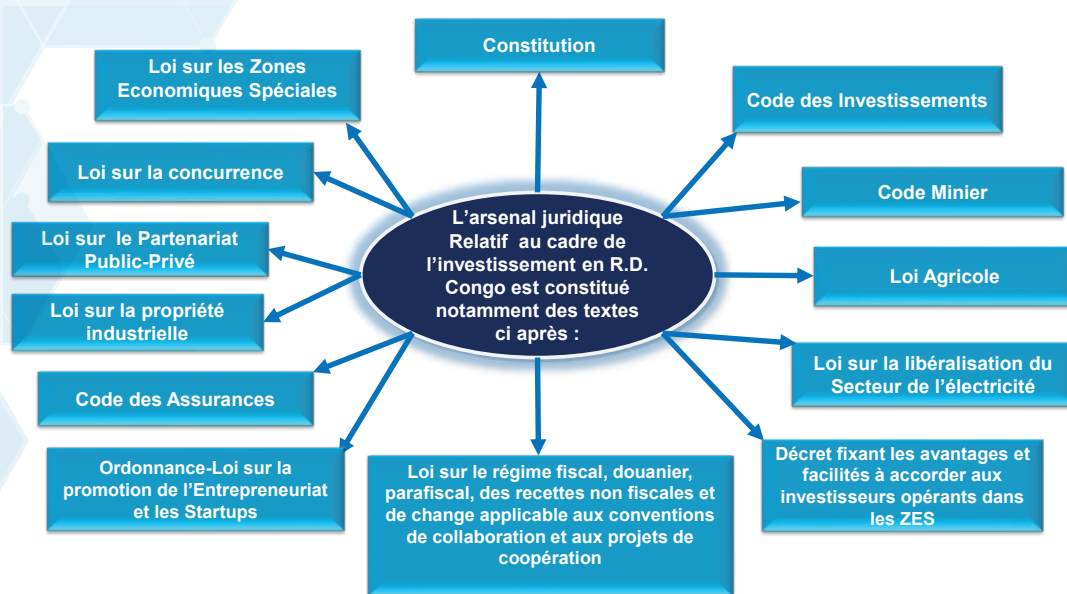 Constitution
Loi sur les Zones
Economiques Spéciales
Code des Investissements
Loi sur la concurrence
Code Minier
L'arsenal juridique
Relatif au cadre de
l'investissement en R.D.
Congo est constitué
notamment des textes
ci après :
Loi sur le Partenariat
Public-Privé
Loi Agricole
Loi sur la propriété
industrielle
Loi sur la libéralisation du
Secteur de l'électricité
Code des Assurances
Décret fixant les avantages et
facilités à accorder aux
investisseurs opérants dans
les ZES
Ordonnance-Loi sur la
promotion de l'Entrepreneuriat
et les Startups
Loi sur le régime fiscal, douanier,
parafiscal, des recettes non fiscales et
de change applicable aux conventions
de collaboration et aux projets de
coopération